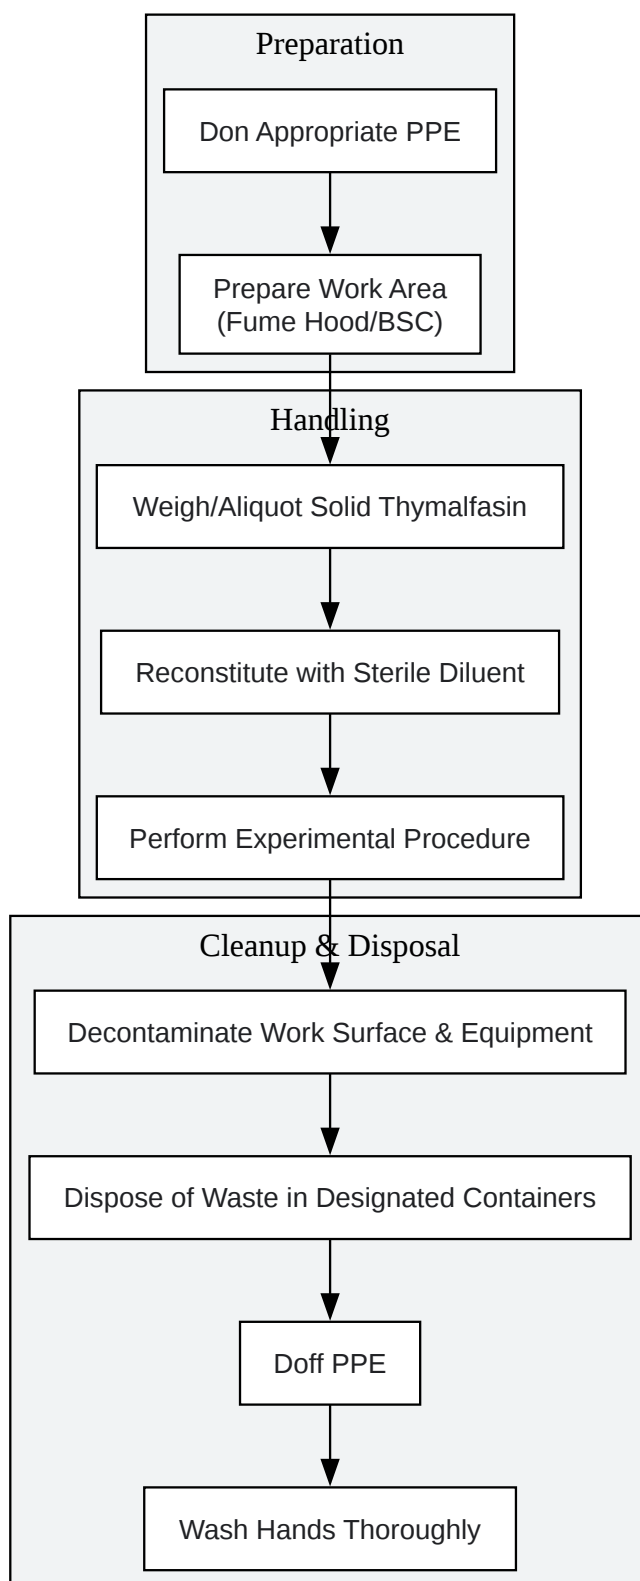 Preparation
Don Appropriate PPE
Prepare Work Area
(Fume Hood/BSC)
Handling
Weigh/Aliquot Solid Thymalfasin
Reconstitute with Sterile Diluent
Perform Experimental Procedure
Cleanup & Disposal
Decontaminate Work Surface & Equipment
Dispose of Waste in Designated Containers
Doff PPE
Wash Hands Thoroughly